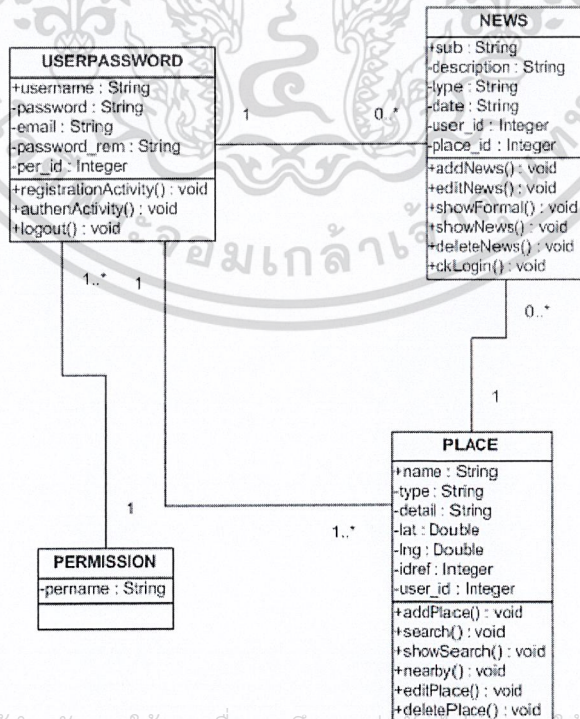 USERPASSWORD
+username : String
-password : String
-email : String
-password_rem : String
-per_id : Integer
+registrationActivity() : void
+authenActivity() : void
+logout() : void
NEWS
+sub : String
-description : String
-type : String
-date : String
-user_id : Integer
-place_id : Integer
+addNews() : void
+editNews() : void
+showFormal() : void
+showNews() : void
+deleteNews() : void
+ckLogin() : void
1
0..*
1..*
1
0..*
1
1
1..*
PERMISSION
-pername : String
PLACE
+name : String
-type : String
-detail : String
-lat : Double
-lng : Double
-idref : Integer
-user_id : Integer
+addPlace() : void
+search() : void
+showSearch() : void
+nearby() : void
+editPlace() : void
+deletePlace() : void